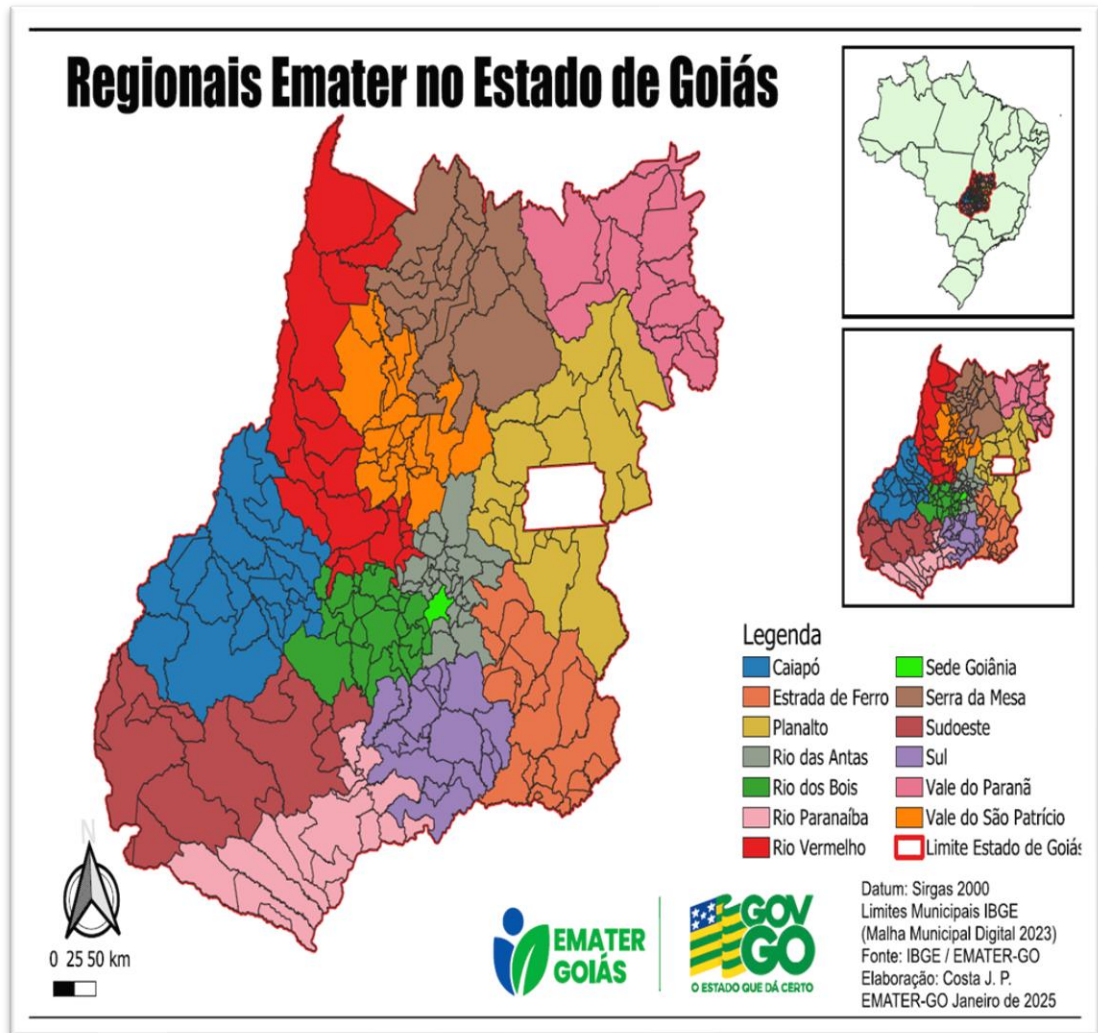 Regionais Emater no Estado de Goiás
Legenda
Caiapó
Estrada de Ferro
Planalto
Rio das Antas
Rio dos Bois
Rio Paranaíba
Rio Vermelho
Sede Goiânia
Serra da Mesa
Sudoeste
Sul
Vale do Paranã
Vale do São Patrício
Limite Estado de Goiás
N
0 25 50 km
EMATER
GOIÁS
GOV
GO
O ESTADO QUE DÁ CERTO
Datum: Sirgas 2000
Limites Municipais IBGE
(Malha Municipal Digital 2023)
Fonte: IBGE / EMATER-GO
Elaboração: Costa J. P.
EMATER-GO Janeiro de 2025